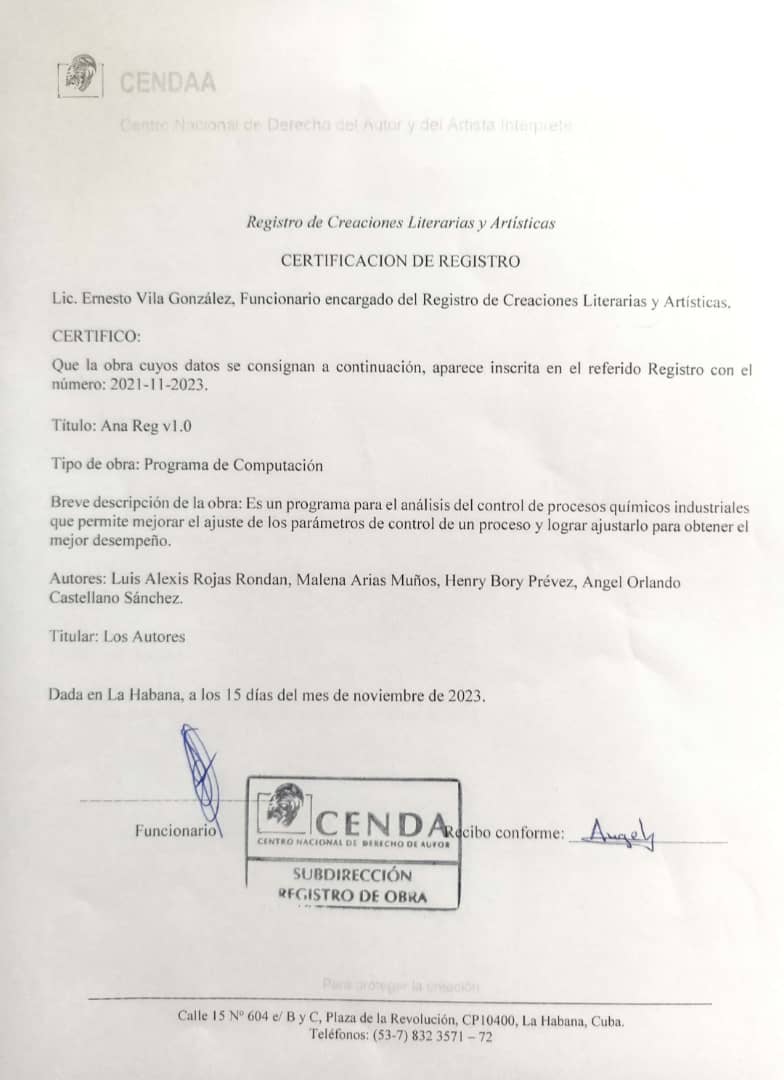 CENDAA
Centro Nacional de Derecho del Autor y del Artista Intérprete
Registro de Creaciones Literarias y Artísticas
CERTIFICACION DE REGISTRO
Lic. Ernesto Vila González, Funcionario encargado del Registro de Creaciones Literarias y Artísticas.
CERTIFICO:
Que la obra cuyos datos se consignan a continuación, aparece inscrita en el referido Registro con el
número: 2021-11-2023.
Título: Ana Reg v1.0
Tipo de obra: Programa de Computación
Breve descripción de la obra: Es un programa para el análisis del control de procesos químicos industriales
que permite mejorar el ajuste de los parámetros de control de un proceso y lograr ajustarlo para obtener el
mejor desempeño.
Autores: Luis Alexis Rojas Rondan, Malena Arias Muños, Henry Bory Prévez, Angel Orlando
Castellano Sánchez.
Titular: Los Autores
Dada en La Habana, a los 15 días del mes de noviembre de 2023.
Funcionario
CENDA
CENTRO NACIONAL DE DERECHO DE AUTOR
SUBDIRECCIÓN
REGISTRO DE OBRA
Recibo conforme: Angel
Para proteger la creación
Calle 15 Nº 604 e/ B y C, Plaza de la Revolución, CP10400, La Habana, Cuba.
Teléfonos: (53-7) 832 3571 – 72